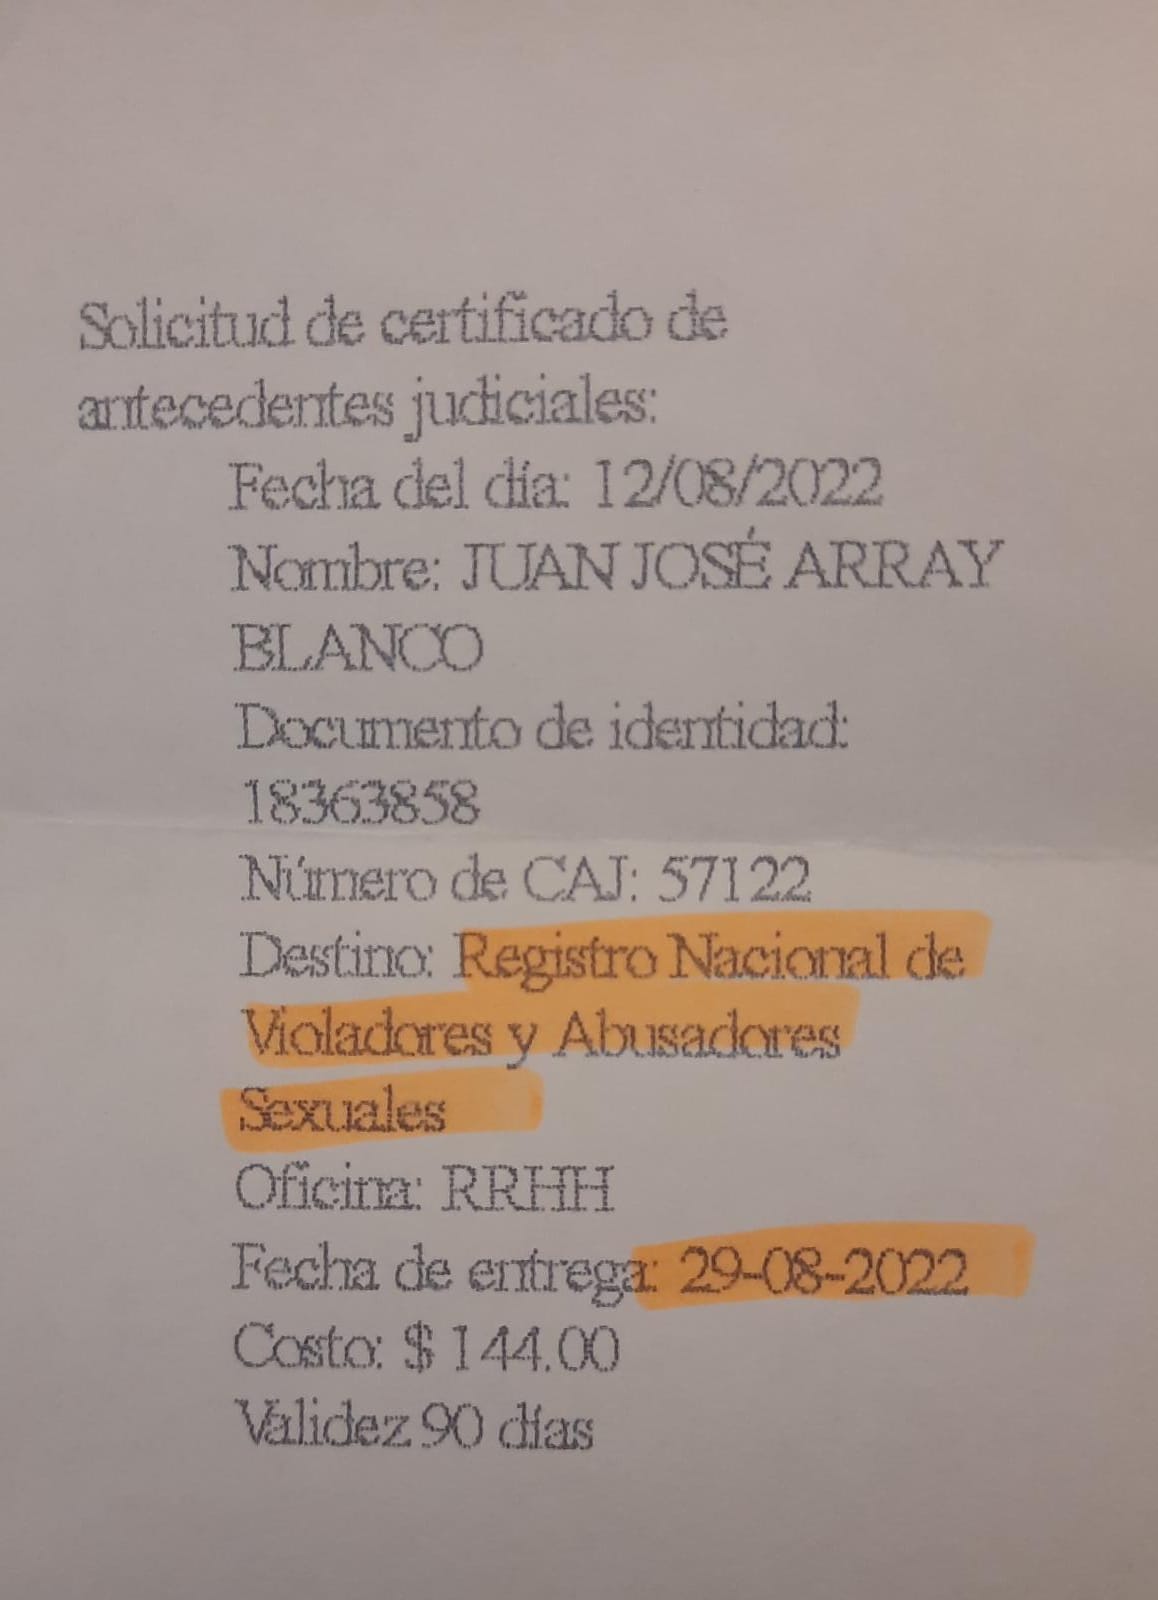 Solicitud de certificado de
antecedentes judiciales:
Fecha del día: 12/08/2022
Nombre: JUAN JOSÉ ARRAY
BLANCO
Documento de identidad:
18363858
Número de CAJ: 57122
Destino: Registro Nacional de
Violadores y Abusadores
Sexuales
Oficina: RRHH
Fecha de entrega: 29-08-2022
Costo: $ 144.00
Validez 90 días